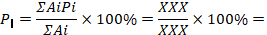 P_I = ΣAiPi / ΣAi × 100% = XXX / XXX × 100% =